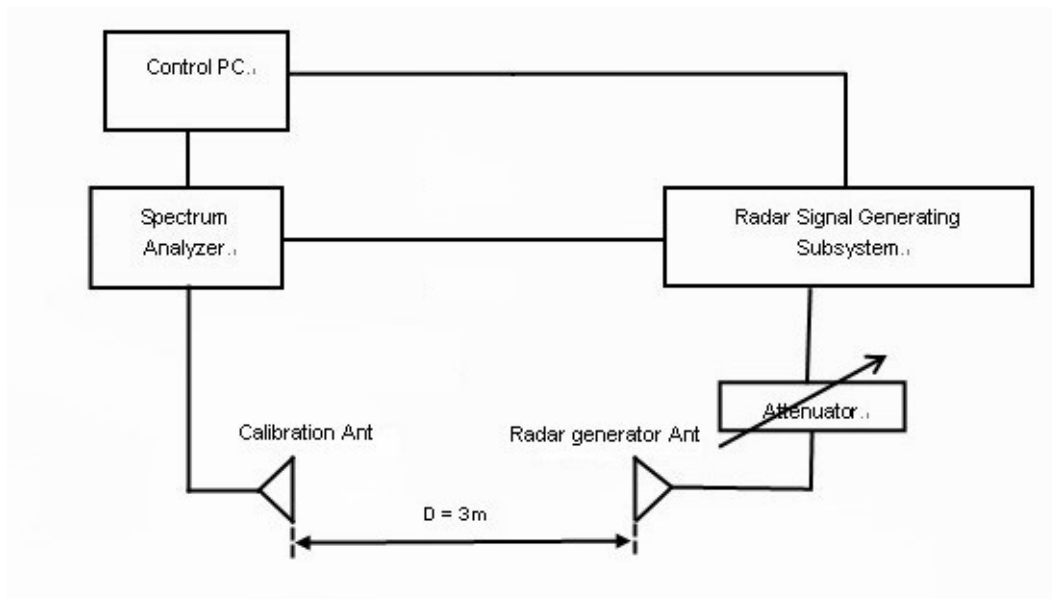 Control PC
Spectrum
Analyzer
Radar Signal Generating
Subsystem
Attenuator
Calibration Ant
Radar generator Ant
D = 3m